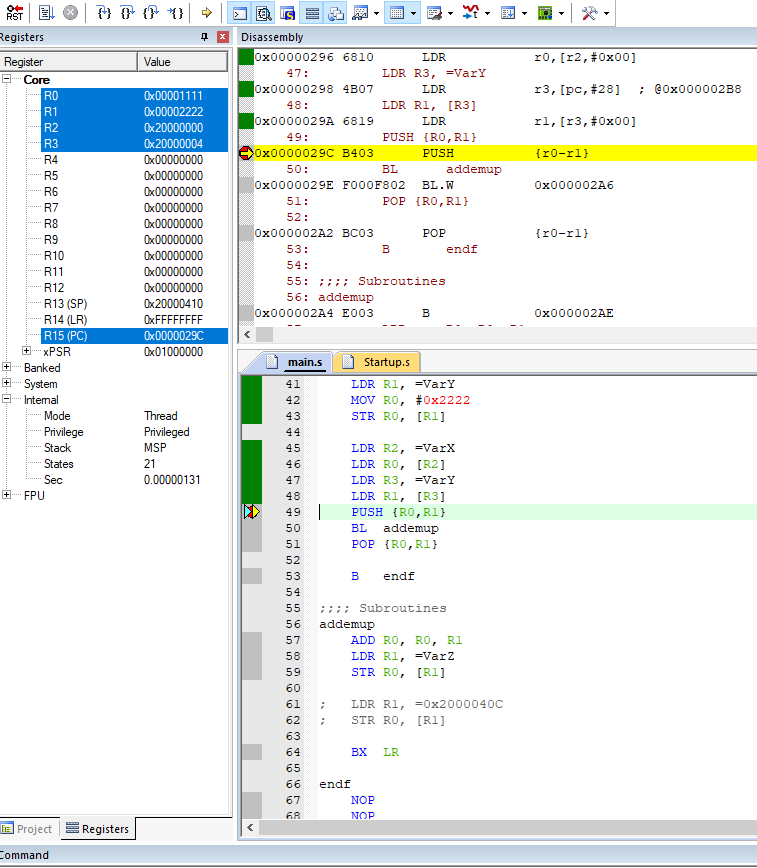 RST
Registers
Register Value
Core
R0 0x00001111
R1 0x00002222
R2 0x20000000
R3 0x20000004
R4 0x00000000
R5 0x00000000
R6 0x00000000
R7 0x00000000
R8 0x00000000
R9 0x00000000
R10 0x00000000
R11 0x00000000
R12 0x00000000
R13 (SP) 0x20000410
R14 (LR) 0xFFFFFFFF
R15 (PC) 0x0000029C
xPSR 0x01000000
Banked
System
Internal
Mode Thread
Privilege Privileged
Stack MSP
States 21
Sec 0.00000131
FPU
Project Registers
Disassembly
0x00000296 6810 LDR r0,[r2,#0x00]
47: LDR R3, =VarY
0x00000298 4B07 LDR r3,[pc,#28] ; @0x000002B8
48: LDR R1, [R3]
0x0000029A 6819 LDR r1,[r3,#0x00]
49: PUSH {R0,R1}
0x0000029C B403 PUSH {r0-r1}
50: BL addemup
0x0000029E F000F802 BL.W 0x000002A6
51: POP {R0,R1}
52:
0x000002A2 BC03 POP {r0-r1}
53: B endf
54:
55: ;;;; Subroutines
56: addemup
0x000002A4 E003 B 0x000002AE
main.s Startup.s
41 LDR R1, =VarY
42 MOV R0, #0x2222
43 STR R0, [R1]
44
45 LDR R2, =VarX
46 LDR R0, [R2]
47 LDR R3, =VarY
48 LDR R1, [R3]
49 PUSH {R0,R1}
50 BL addemup
51 POP {R0,R1}
52
53 B endf
54
55 ;;;; Subroutines
56 addemup
57 ADD R0, R0, R1
58 LDR R1, =VarZ
59 STR R0, [R1]
60
61 ; LDR R1, =0x2000040C
62 ; STR R0, [R1]
63
64 BX LR
65
66 endf
67 NOP
68 NOP
Command